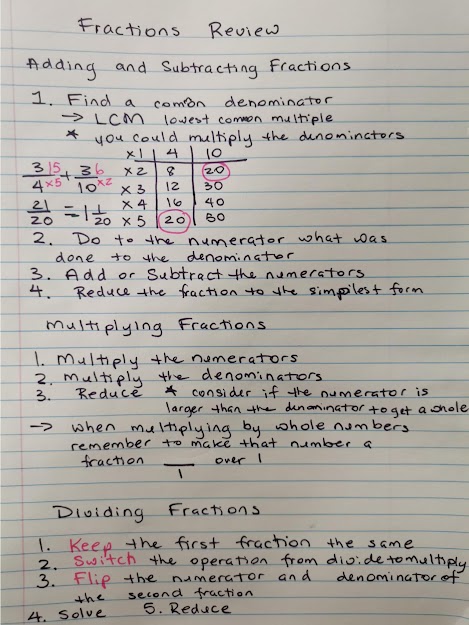 Fractions Review
Adding and Subtracting Fractions
1. Find a common denominator
→ LCM lowest common multiple
* you could multiply the denominators
x1 | 4 | 10
3 15/4 x5 + 3 6/10 x2 x2 | 8 | 20
x3 | 12 | 30
21/20 = 1 1/20 x4 | 16 | 40
x5 | 20 | 50
2. Do to the numerator what was
done to the denominator
3. Add or Subtract the numerators
4. Reduce the fraction to the simplest form
Multiplying Fractions
1. Multiply the numerators
2. multiply the denominators
3. Reduce * consider if the numerator is
larger than the denominator to get a whole
→ when multiplying by whole numbers
remember to make that number a
fraction __ over 1
1
Dividing Fractions
1. Keep the first fraction the same
2. Switch the operation from divide to multiply
3. Flip the numerator and denominator of
the second fraction
4. Solve 5. Reduce